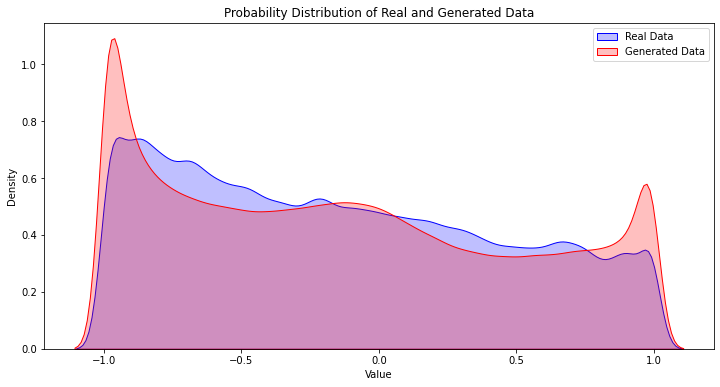 Probability Distribution of Real and Generated Data
Real Data
Generated Data
Density
1.0
0.8
0.6
0.4
0.2
0.0
−1.0 −0.5 0.0 0.5 1.0
Value